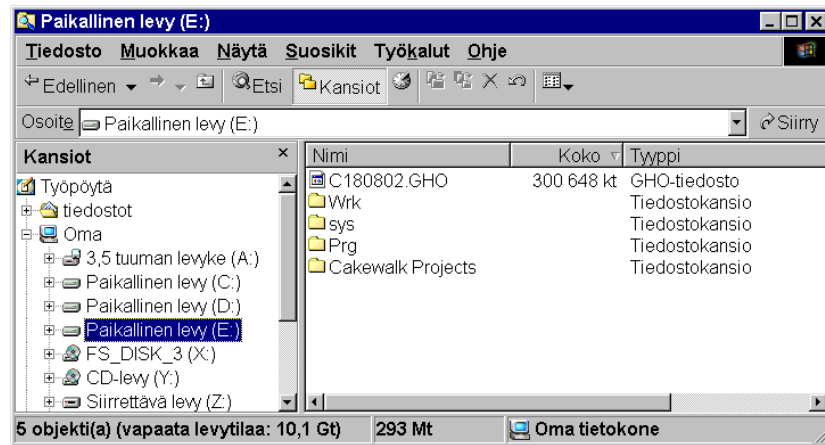 Paikallinen levy (E:)
Tiedosto Muokkaa Näytä Suosikit Työkalut Ohje
Edellinen Etsi Kansiot
Osoite Paikallinen levy (E:) Siirry
Kansiot
Työpöytä
tiedostot
Oma
3,5 tuuman levyke (A:)
Paikallinen levy (C:)
Paikallinen levy (D:)
Paikallinen levy (E:)
FS_DISK_3 (X:)
CD-levy (Y:)
Siirrettävä levy (Z:)
Nimi Koko Tyyppi
C180802.GHO 300 648 kt GHO-tiedosto
Wrk Tiedostokansio
sys Tiedostokansio
Prg Tiedostokansio
Cakewalk Projects Tiedostokansio
5 objekti(a) (vapaata levytilaa: 10,1 Gt) 293 Mt Oma tietokone